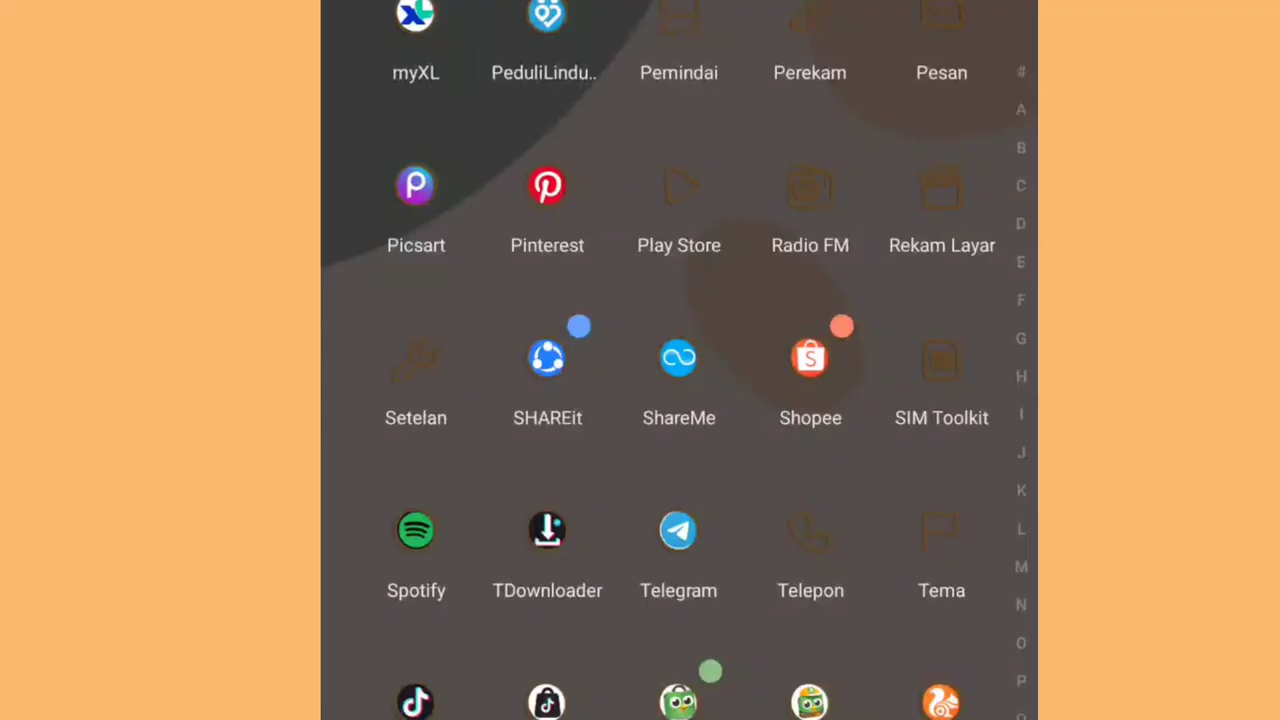 myXL
PeduliLindu..
Pemindai
Perekam
Pesan
Picsart
Pinterest
Play Store
Radio FM
Rekam Layar
Setelan
SHAREit
ShareMe
Shopee
SIM Toolkit
Spotify
TDownloader
Telegram
Telepon
Tema
#
A
B
C
D
E
F
G
H
I
J
K
L
M
N
O
P